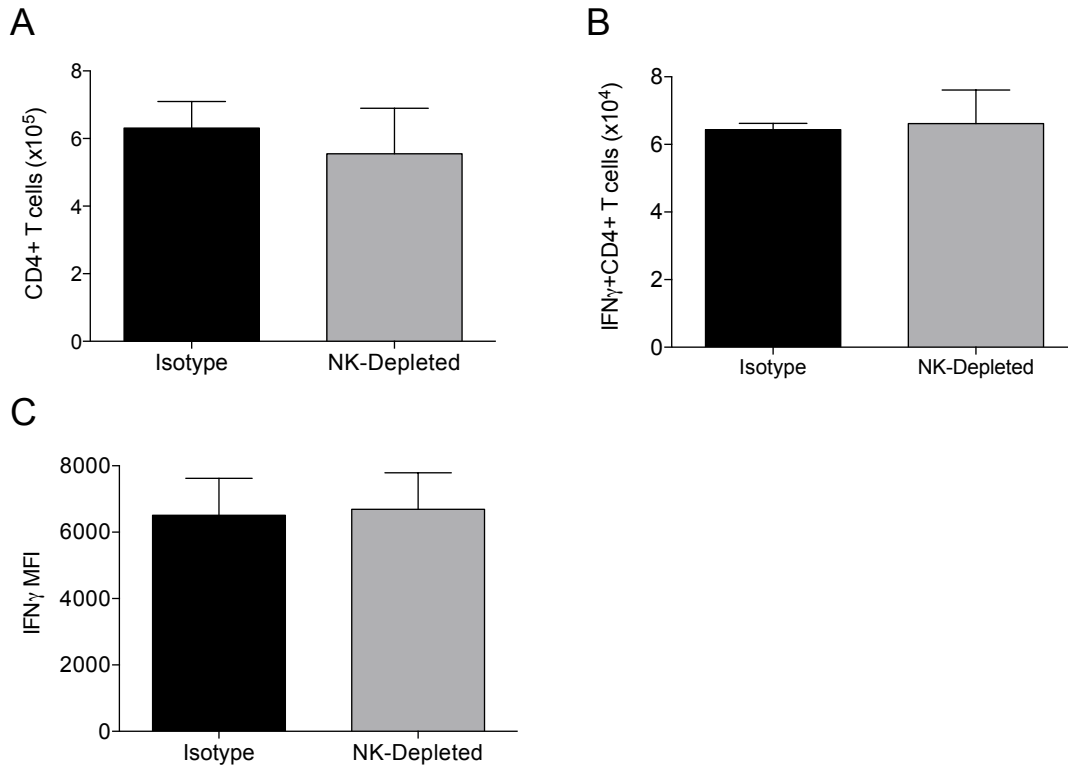 A
CD4+ T cells (x10⁵)
8
6
4
2
0
Isotype NK-Depleted
B
IFNγ+CD4+ T cells (x10⁴)
8
6
4
2
0
Isotype NK-Depleted
C
IFNγ MFI
8000
6000
4000
2000
0
Isotype NK-Depleted